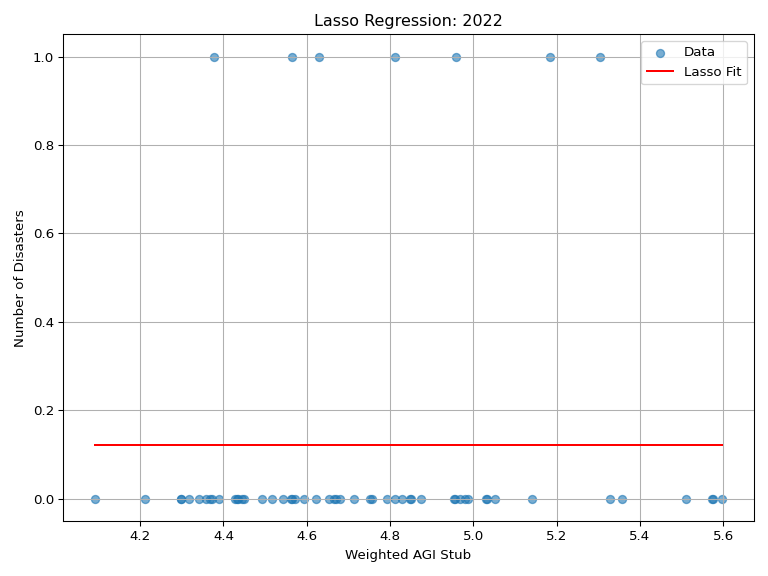 Lasso Regression: 2022
Data
Lasso Fit
Number of Disasters
1.0
0.8
0.6
0.4
0.2
0.0
4.2 4.4 4.6 4.8 5.0 5.2 5.4 5.6
Weighted AGI Stub